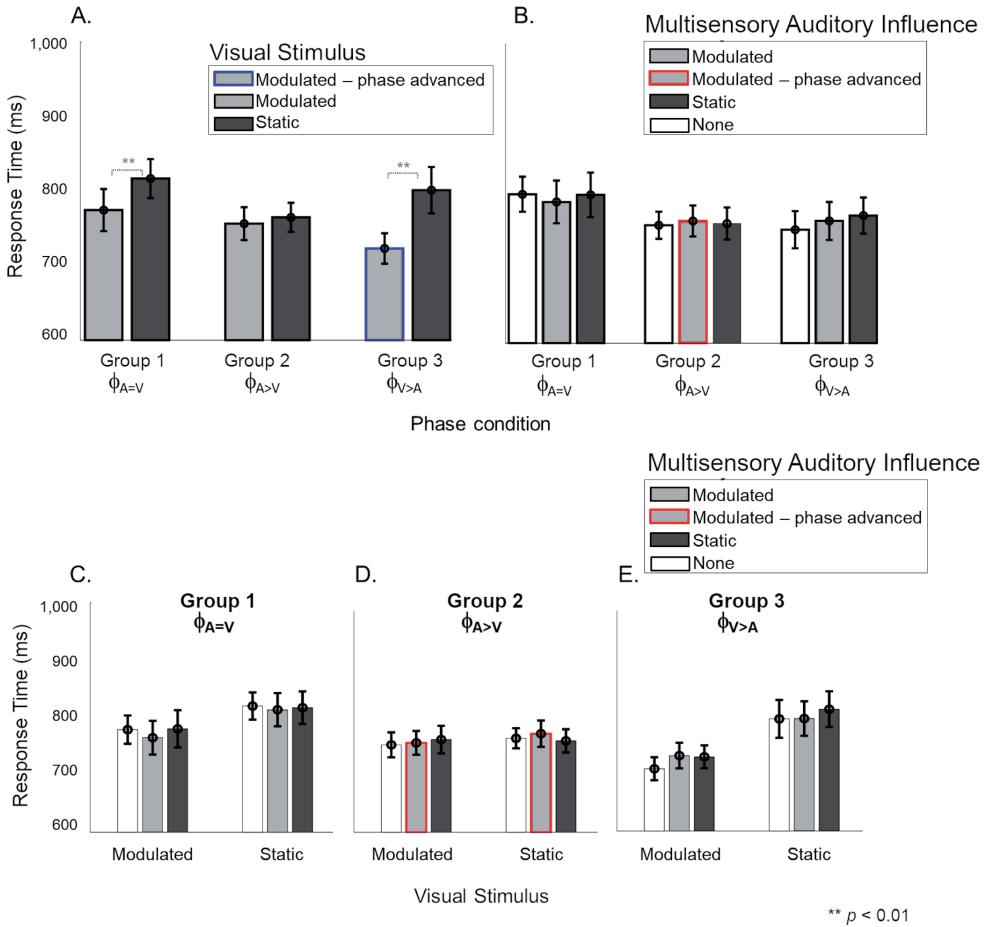 A.
B.
Visual Stimulus
Modulated – phase advanced
Modulated
Static
Multisensory Auditory Influence
Modulated
Modulated – phase advanced
Static
None
Response Time (ms)
1,000
900
800
700
600
**
**
Group 1
ϕA=V
Group 2
ϕA>V
Group 3
ϕV>A
Group 1
ϕA=V
Group 2
ϕA>V
Group 3
ϕV>A
Phase condition
Multisensory Auditory Influence
Modulated
Modulated – phase advanced
Static
None
C.
D.
E.
Group 1
ϕA=V
Group 2
ϕA>V
Group 3
ϕV>A
Response Time (ms)
1,000
900
800
700
600
Modulated
Static
Modulated
Static
Modulated
Static
Visual Stimulus
** p < 0.01